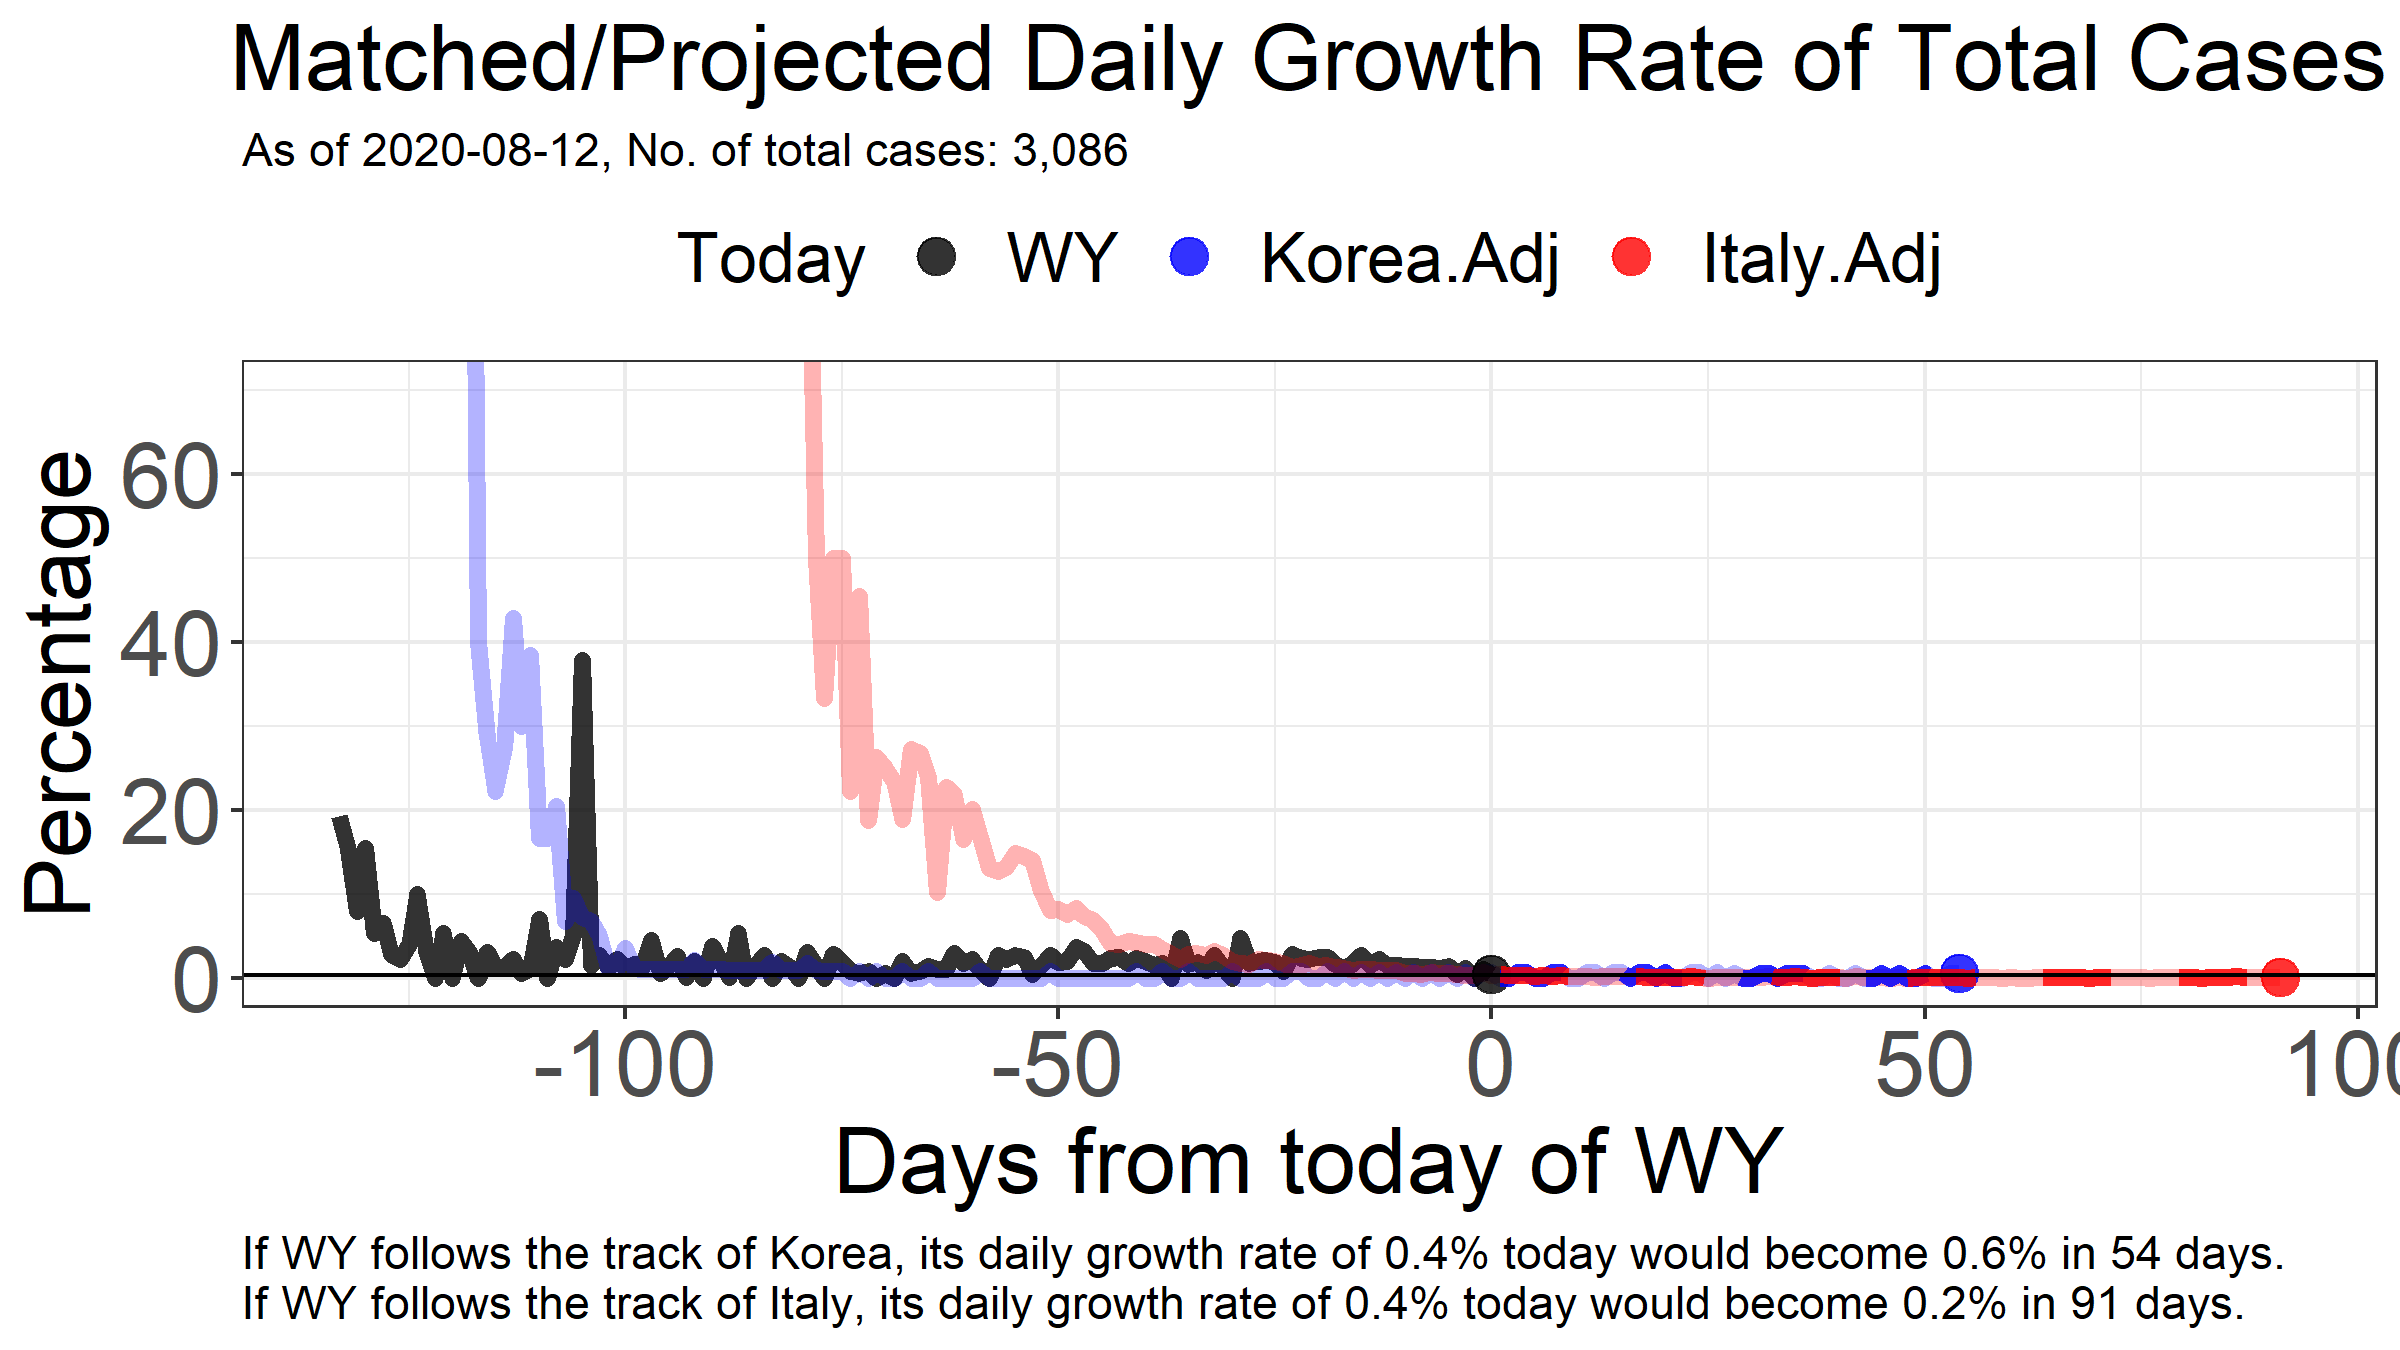 Matched/Projected Daily Growth Rate of Total Cases
As of 2020-08-12, No. of total cases: 3,086
Today WY Korea.Adj Italy.Adj
Percentage
60
40
20
0
-100 -50 0 50 100
Days from today of WY
If WY follows the track of Korea, its daily growth rate of 0.4% today would become 0.6% in 54 days.
If WY follows the track of Italy, its daily growth rate of 0.4% today would become 0.2% in 91 days.